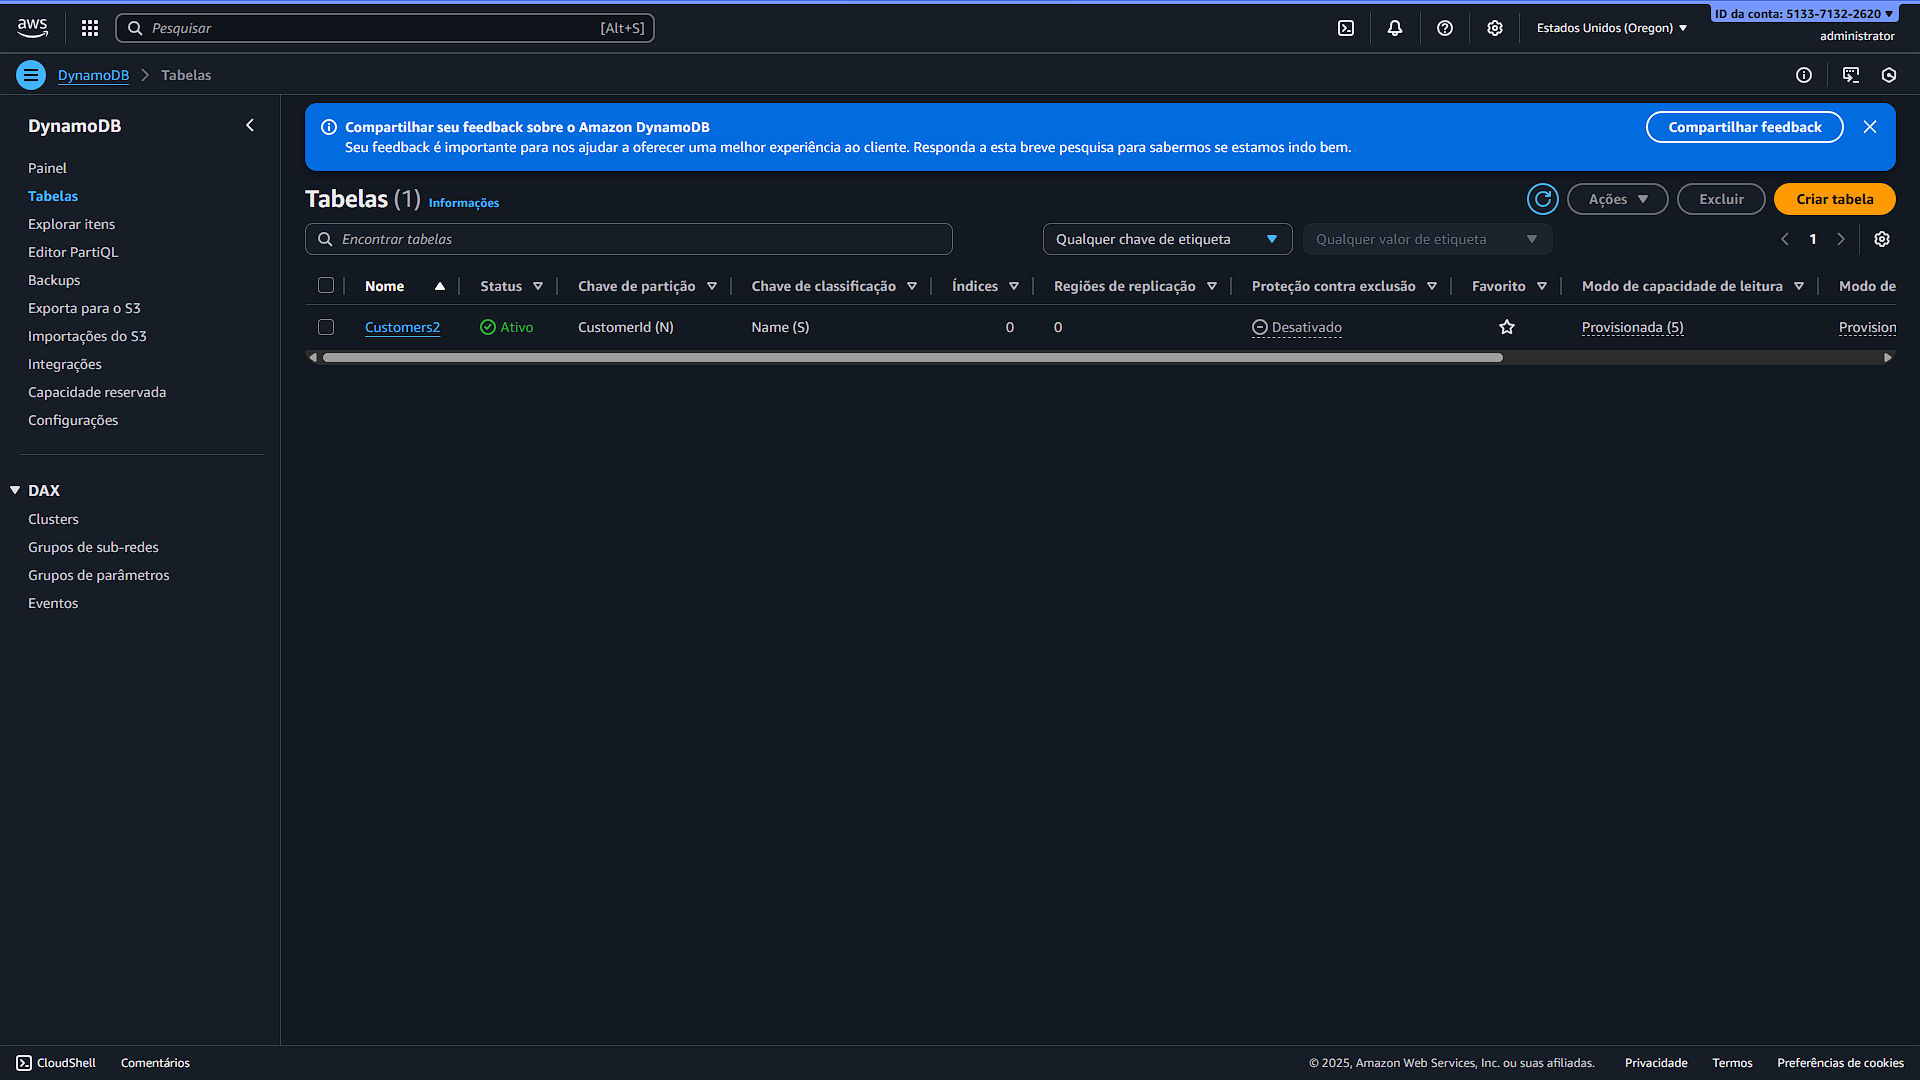 aws
Pesquisar [Alt+S]
Estados Unidos (Oregon)
ID da conta: 5133-7132-2620
administrator
DynamoDB
Tabelas
DynamoDB
Painel
Tabelas
Explorar itens
Editor PartiQL
Backups
Exporta para o S3
Importações do S3
Integrações
Capacidade reservada
Configurações
DAX
Clusters
Grupos de sub-redes
Grupos de parâmetros
Eventos
Compartilhar seu feedback sobre o Amazon DynamoDB
Seu feedback é importante para nos ajudar a oferecer uma melhor experiência ao cliente. Responda a esta breve pesquisa para sabermos se estamos indo bem.
Compartilhar feedback
Tabelas (1) Informações
Ações
Excluir
Criar tabela
Encontrar tabelas
Qualquer chave de etiqueta
Qualquer valor de etiqueta
1
Nome Status Chave de partição Chave de classificação Índices Regiões de replicação Proteção contra exclusão Favorito Modo de capacidade de leitura Modo de
Customers2 Ativo CustomerId (N) Name (S) 0 0 Desativado Provisionada (5) Provision
CloudShell Comentários
© 2025, Amazon Web Services, Inc. ou suas afiliadas. Privacidade Termos Preferências de cookies